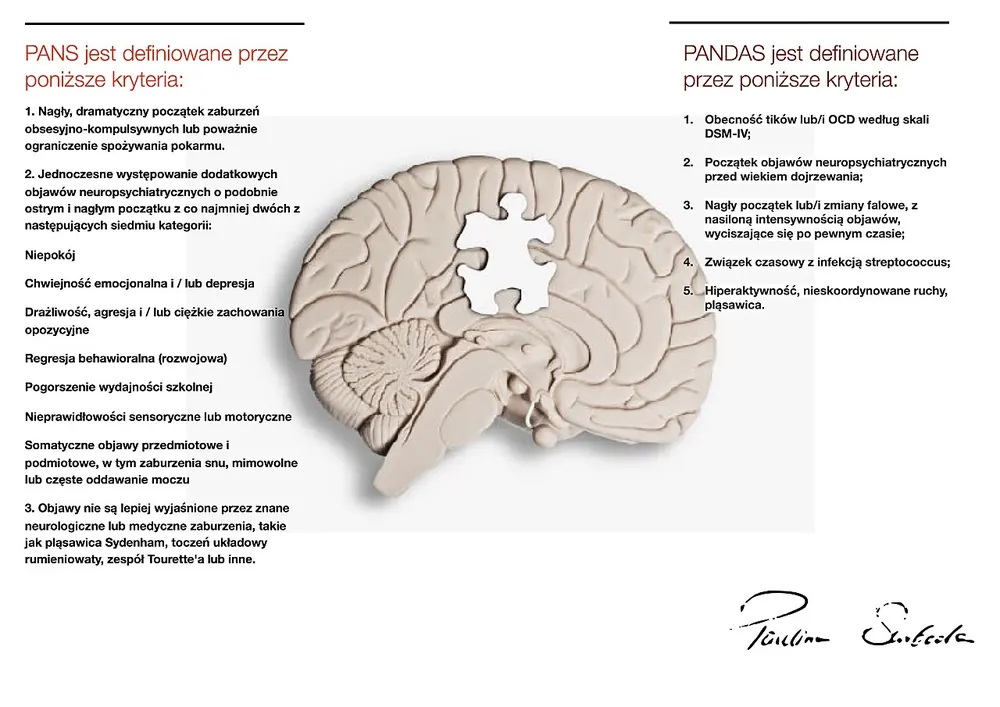 PANS jest definiowane przez
poniższe kryteria:
1. Nagły, dramatyczny początek zaburzeń
obsesyjno-kompulsywnych lub poważnie
ograniczenie spożywania pokarmu.
2. Jednoczesne występowanie dodatkowych
objawów neuropsychiatrycznych o podobnie
ostrym i nagłym początku z co najmniej dwóch z
następujących siedmiu kategorii:
Niepokój
Chwiejność emocjonalna i / lub depresja
Drażliwość, agresja i / lub ciężkie zachowania
opozycyjne
Regresja behawioralna (rozwojowa)
Pogorszenie wydajności szkolnej
Nieprawidłowości sensoryczne lub motoryczne
Somatyczne objawy przedmiotowe i
podmiotowe, w tym zaburzenia snu, mimowolne
lub częste oddawanie moczu
3. Objawy nie są lepiej wyjaśnione przez znane
neurologiczne lub medyczne zaburzenia, takie
jak pląsawica Sydenham, toczeń układowy
rumieniowaty, zespół Tourette'a lub inne.
PANDAS jest definiowane
przez poniższe kryteria:
1. Obecność tików lub/i OCD według skali
DSM-IV;
2. Początek objawów neuropsychiatrycznych
przed wiekiem dojrzewania;
3. Nagły początek lub/i zmiany falowe, z
nasiloną intensywnością objawów,
wyciszające się po pewnym czasie;
4. Związek czasowy z infekcją streptococcus;
5. Hiperaktywność, nieskoordynowane ruchy,
pląsawica.
Paulina